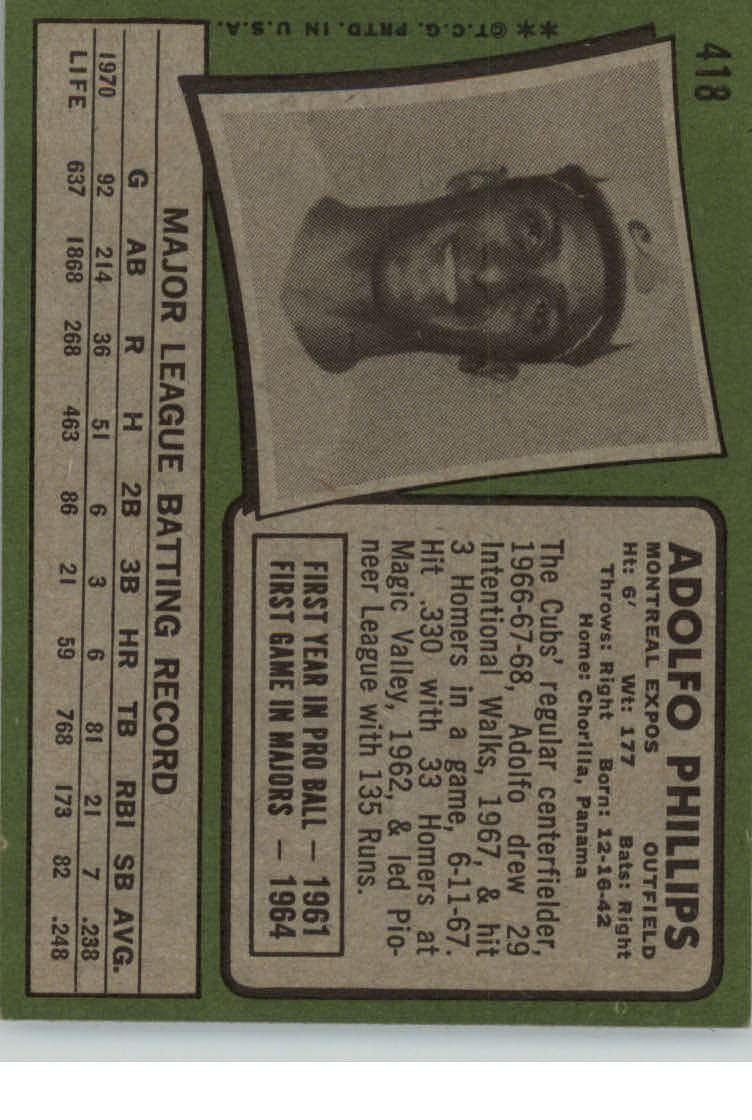 418
ADOLFO PHILLIPS
MONTREAL EXPOS OUTFIELD
Ht: 6' Wt: 177 Bats: Right
Throws: Right Born: 12-16-42
Home: Chorilla, Panama
The Cubs' regular centerfielder,
1966-67-68, Adolfo drew 29
Intentional Walks, 1967, & hit
3 Homers in a game, 6-11-67.
Hit .330 with 33 Homers at
Magic Valley, 1962, & led Pio-
neer League with 135 Runs.
FIRST YEAR IN PRO BALL — 1961
FIRST GAME IN MAJORS — 1964
MAJOR LEAGUE BATTING RECORD
G AB R H 2B 3B HR TB RBI SB AVG.
1970 92 214 36 51 6 3 6 81 21 7 .238
LIFE 637 1868 268 463 86 21 59 768 173 82 .248
** ©T.C.G. PRTD. IN U.S.A.